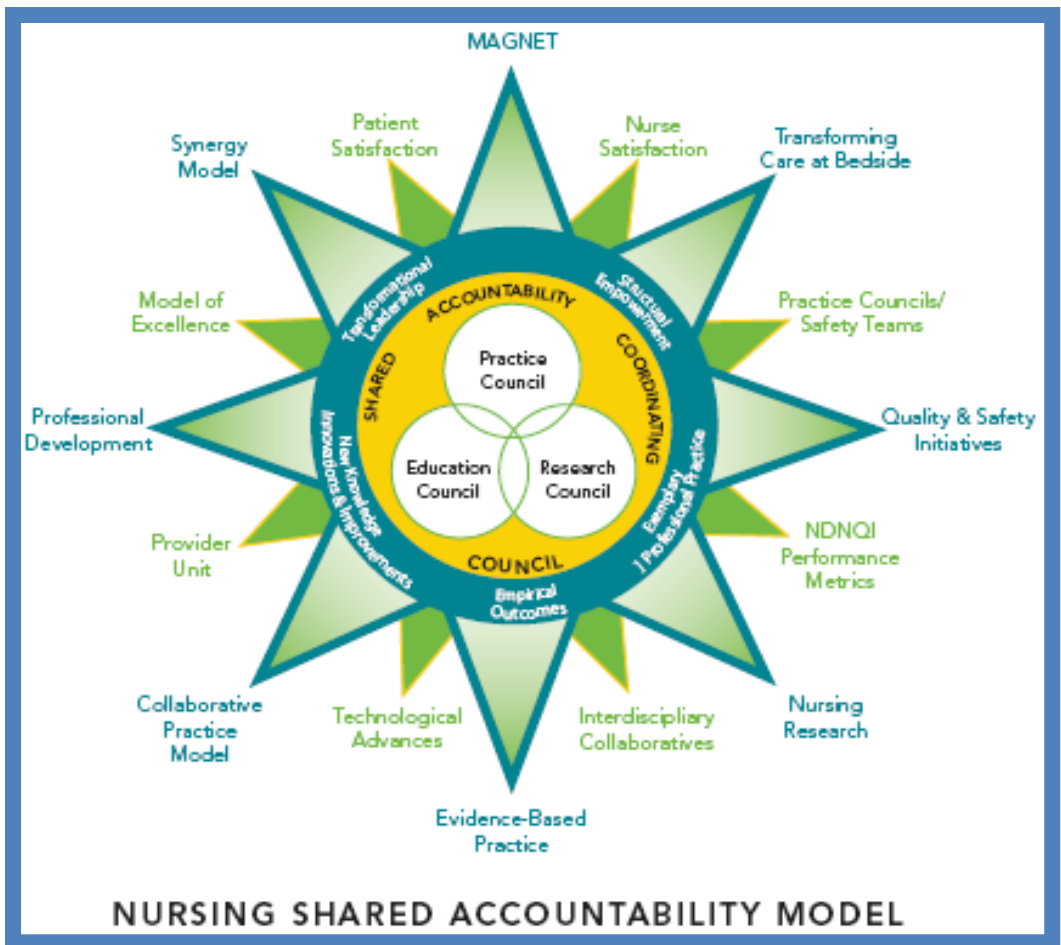 MAGNET
Patient
Satisfaction
Nurse
Satisfaction
Synergy
Model
Transforming
Care at Bedside
Model of
Excellence
Practice Councils/
Safety Teams
Professional
Development
Quality & Safety
Initiatives
Provider
Unit
NDNQI
Performance
Metrics
Collaborative
Practice
Model
Technological
Advances
Interdiscipliary
Collaboratives
Nursing
Research
Evidence-Based
Practice
Transformational
Leadership
Structural
Empowerment
Exemplary
] Professional Practice
Empirical
Outcomes
New Knowledge
Innovations & Improvements
SHARED ACCOUNTABILITY COORDINATING
COUNCIL
Practice
Council
Education
Council
Research
Council
NURSING SHARED ACCOUNTABILITY MODEL